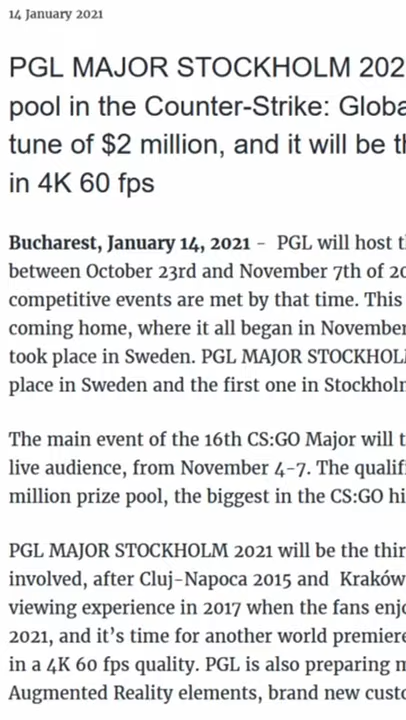 14 January 2021
PGL MAJOR STOCKHOLM 202
pool in the Counter-Strike: Globa
tune of $2 million, and it will be th
in 4K 60 fps
Bucharest, January 14, 2021 – PGL will host t
between October 23rd and November 7th of 20
competitive events are met by that time. This
coming home, where it all began in November
took place in Sweden. PGL MAJOR STOCKHOL
place in Sweden and the first one in Stockholm
The main event of the 16th CS:GO Major will t
live audience, from November 4-7. The qualifi
million prize pool, the biggest in the CS:GO hi
PGL MAJOR STOCKHOLM 2021 will be the thir
involved, after Cluj-Napoca 2015 and Kraków
viewing experience in 2017 when the fans enjo
2021, and it’s time for another world premiere
in a 4K 60 fps quality. PGL is also preparing m
Augmented Reality elements, brand new custo